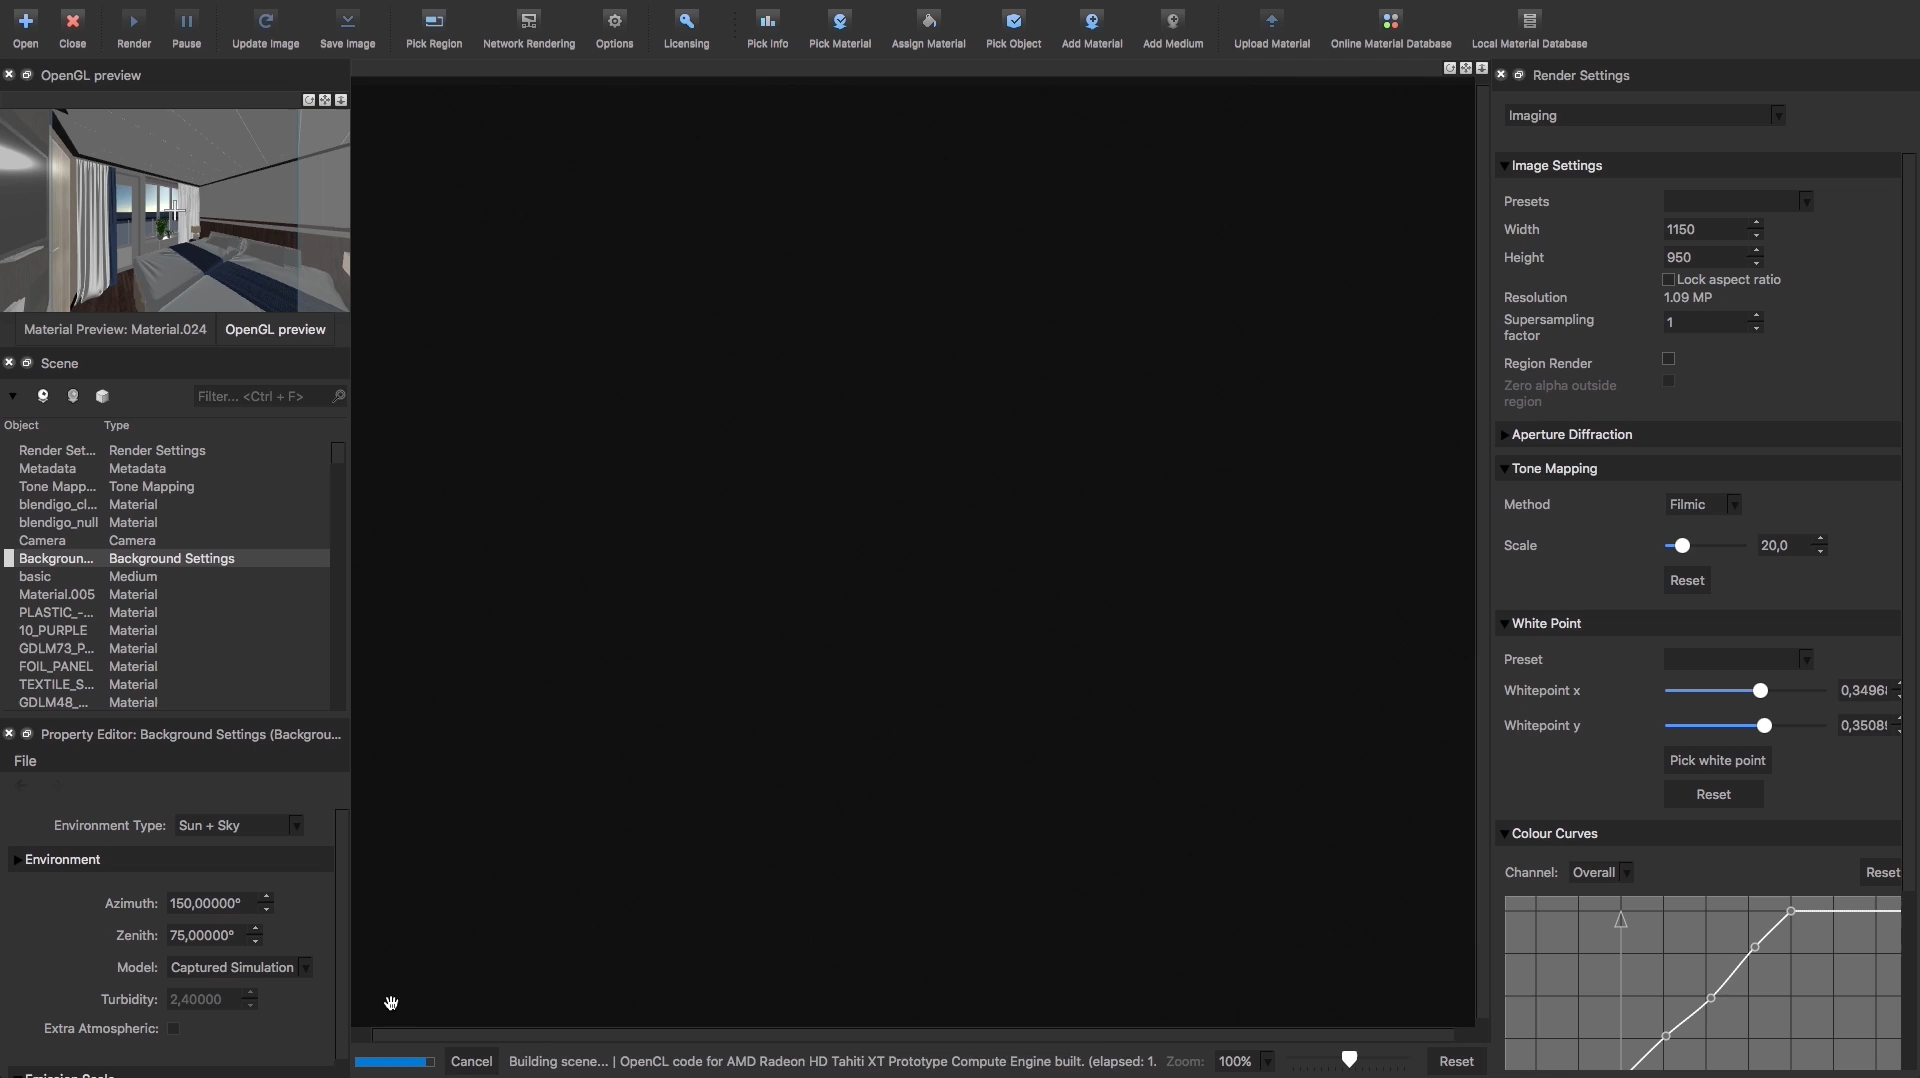 Open Close Render Pause Update Image Save Image Pick Region Network Rendering Options Licensing Pick Info Pick Material Assign Material Pick Object Add Material Add Medium Upload Material Online Material Database Local Material Database
OpenGL preview
Material Preview: Material.024 OpenGL preview
Scene
Filter... <Ctrl + F>
Object Type
Render Set... Render Settings
Metadata Metadata
Tone Mapp... Tone Mapping
blendigo_cl... Material
blendigo_null Material
Camera Camera
Backgroun... Background Settings
basic Medium
Material.005 Material
PLASTIC_-... Material
10_PURPLE Material
GDLM73_P... Material
FOIL_PANEL Material
TEXTILE_S... Material
GDLM48_... Material
Property Editor: Background Settings (Backgrou...
File
Environment Type: Sun + Sky
Environment
Azimuth: 150,00000°
Zenith: 75,00000°
Model: Captured Simulation
Turbidity: 2,40000
Extra Atmospheric:
Emission Scale
Cancel Building scene... | OpenCL code for AMD Radeon HD Tahiti XT Prototype Compute Engine built. (elapsed: 1. Zoom: 100% Reset
Render Settings
Imaging
Image Settings
Presets
Width 1150
Height 950
Lock aspect ratio
Resolution 1.09 MP
Supersampling
factor 1
Region Render
Zero alpha outside
region
Aperture Diffraction
Tone Mapping
Method Filmic
Scale 20,0
Reset
White Point
Preset
Whitepoint x 0,3496
Whitepoint y 0,3508
Pick white point
Reset
Colour Curves
Channel: Overall Reset